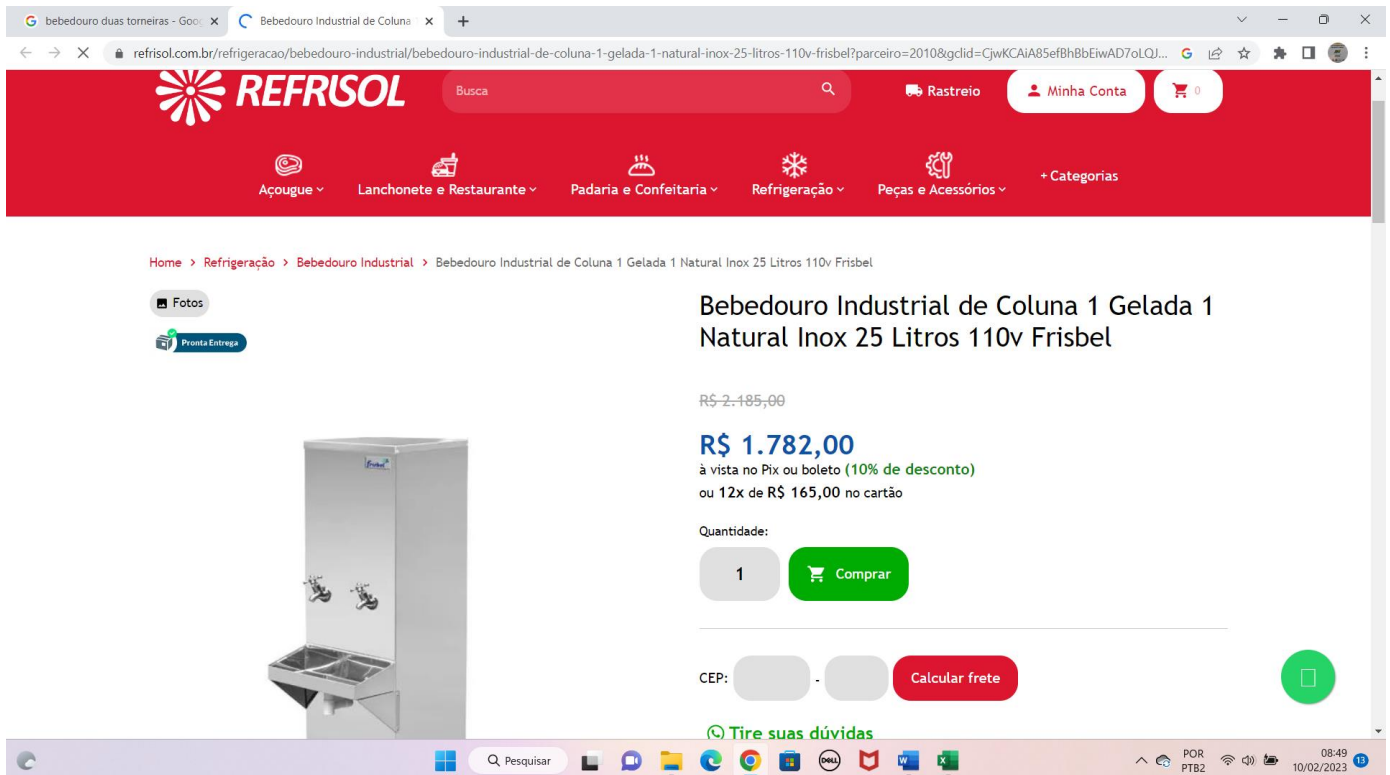 bebedouro duas torneiras - Goo
Bebedouro Industrial de Coluna
refrisol.com.br/refrigeracao/bebedouro-industrial/bebedouro-industrial-de-coluna-1-gelada-1-natural-inox-25-litros-110v-frisbel?parceiro=2010&gclid=CjwKCAiA85efBhBbEiwAD7oLQJ...
REFRISOL
Busca
Rastreio
Minha Conta
0
Açougue
Lanchonete e Restaurante
Padaria e Confeitaria
Refrigeração
Peças e Acessórios
+ Categorias
Home > Refrigeração > Bebedouro Industrial > Bebedouro Industrial de Coluna 1 Gelada 1 Natural Inox 25 Litros 110v Frisbel
Fotos
Pronta Entrega
Frisbel
Bebedouro Industrial de Coluna 1 Gelada 1
Natural Inox 25 Litros 110v Frisbel
R$ 2.185,00
R$ 1.782,00
à vista no Pix ou boleto (10% de desconto)
ou 12x de R$ 165,00 no cartão
Quantidade:
1
Comprar
CEP:
-
Calcular frete
Tire suas dúvidas
Pesquisar
DELL
POR
PTB2
08:49
10/02/2023
13